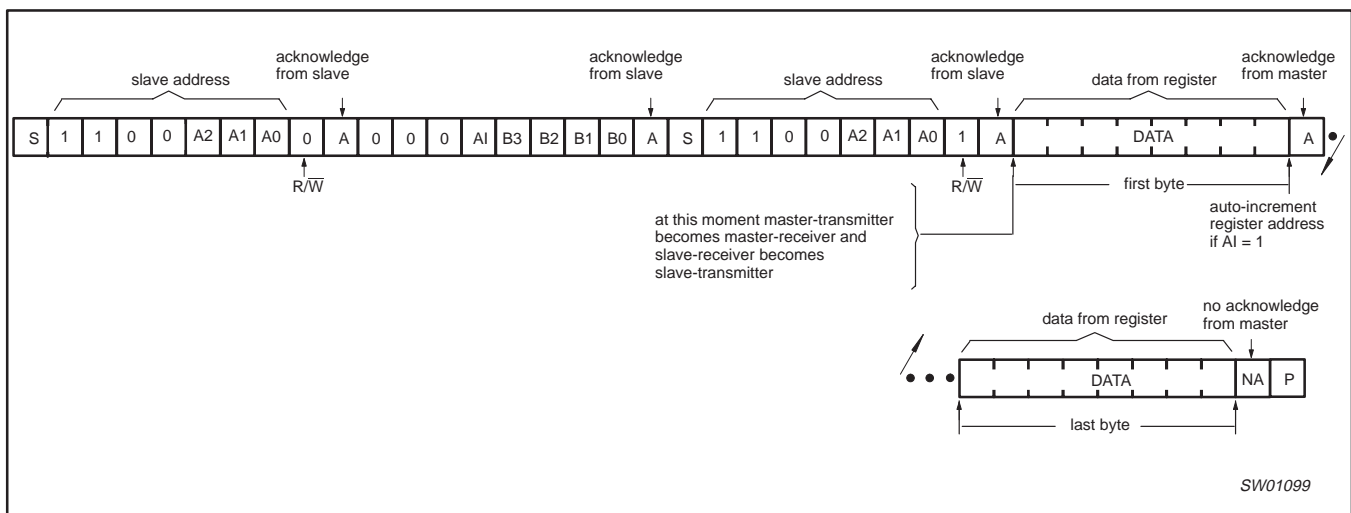 acknowledge
from slave
acknowledge
from slave
acknowledge
from slave
acknowledge
from master
slave address
slave address
data from register
S 1 1 0 0 A2 A1 A0 0 A 0 0 0 AI B3 B2 B1 B0 A S 1 1 0 0 A2 A1 A0 1 A DATA A
R/W̅
R/W̅
first byte
at this moment master-transmitter
becomes master-receiver and
slave-receiver becomes
slave-transmitter
auto-increment
register address
if AI = 1
data from register
no acknowledge
from master
DATA NA P
last byte
SW01099